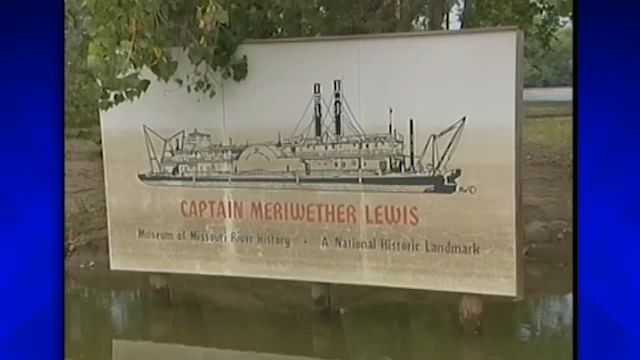 CAPTAIN MERIWETHER LEWIS
Museum of Missouri River History - A National Historic Landmark